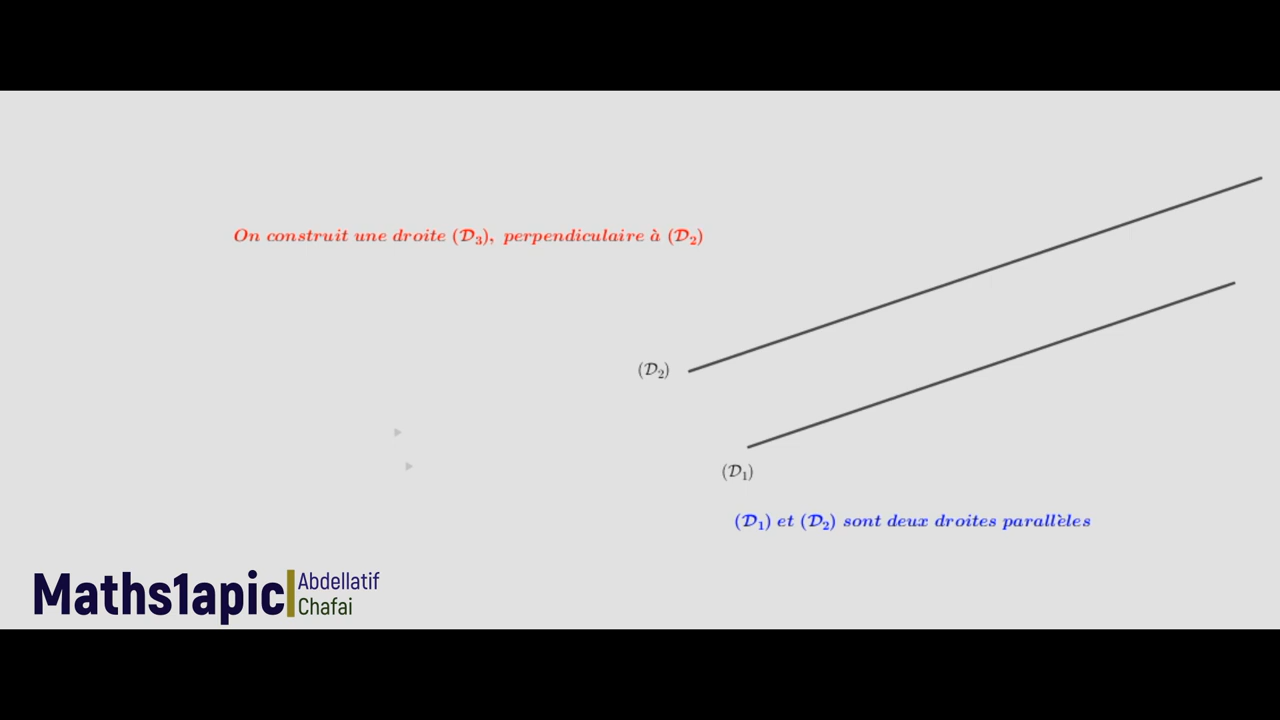 On construit une droite (D₃), perpendiculaire à (D₂)
(D₂)
(D₁)
(D₁) et (D₂) sont deux droites parallèles
Maths1apic
Abdellatif
Chafai